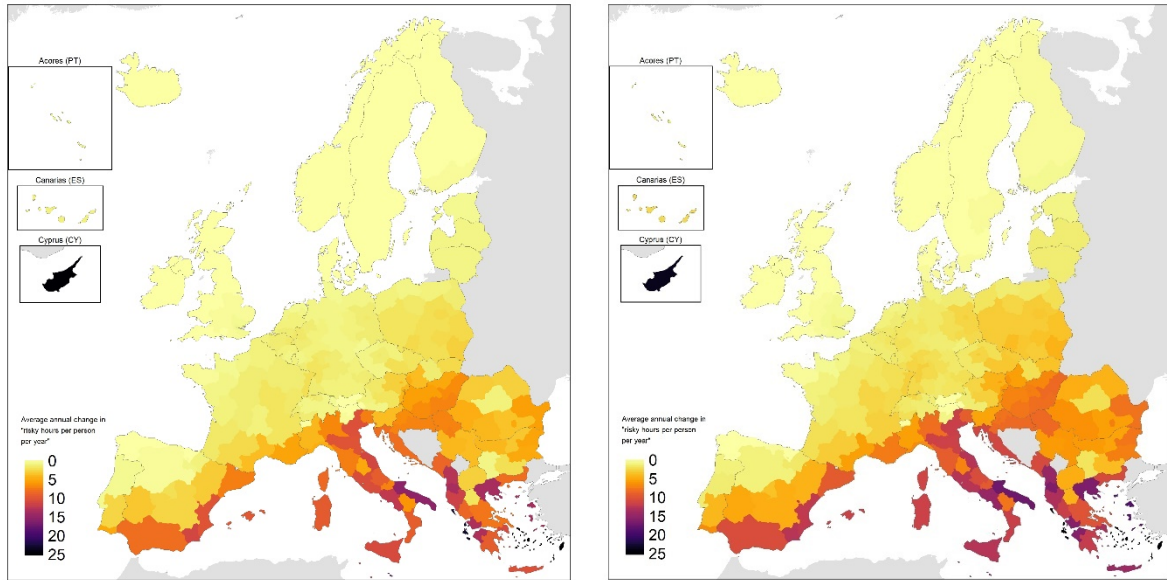 Acores (PT)
Canarias (ES)
Cyprus (CY)
Average annual change in
"risky hours per person
per year"
0
5
10
15
20
25
Acores (PT)
Canarias (ES)
Cyprus (CY)
Average annual change in
"risky hours per person
per year"
0
5
10
15
20
25